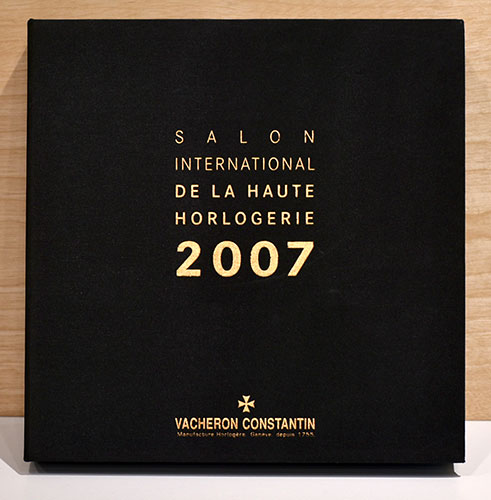 SALON
INTERNATIONAL
DE LA HAUTE
HORLOGERIE
2007
VACHERON CONSTANTIN
Manufacture Horlogère. Genève, depuis 1755.